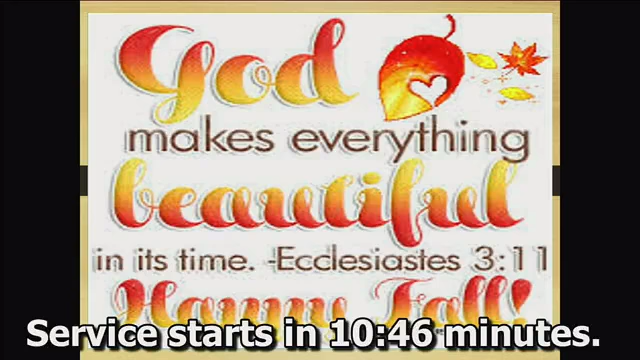 God
makes everything
beautiful
in its time. -Ecclesiastes 3:11
Happy Fall!
Service starts in 10:46 minutes.